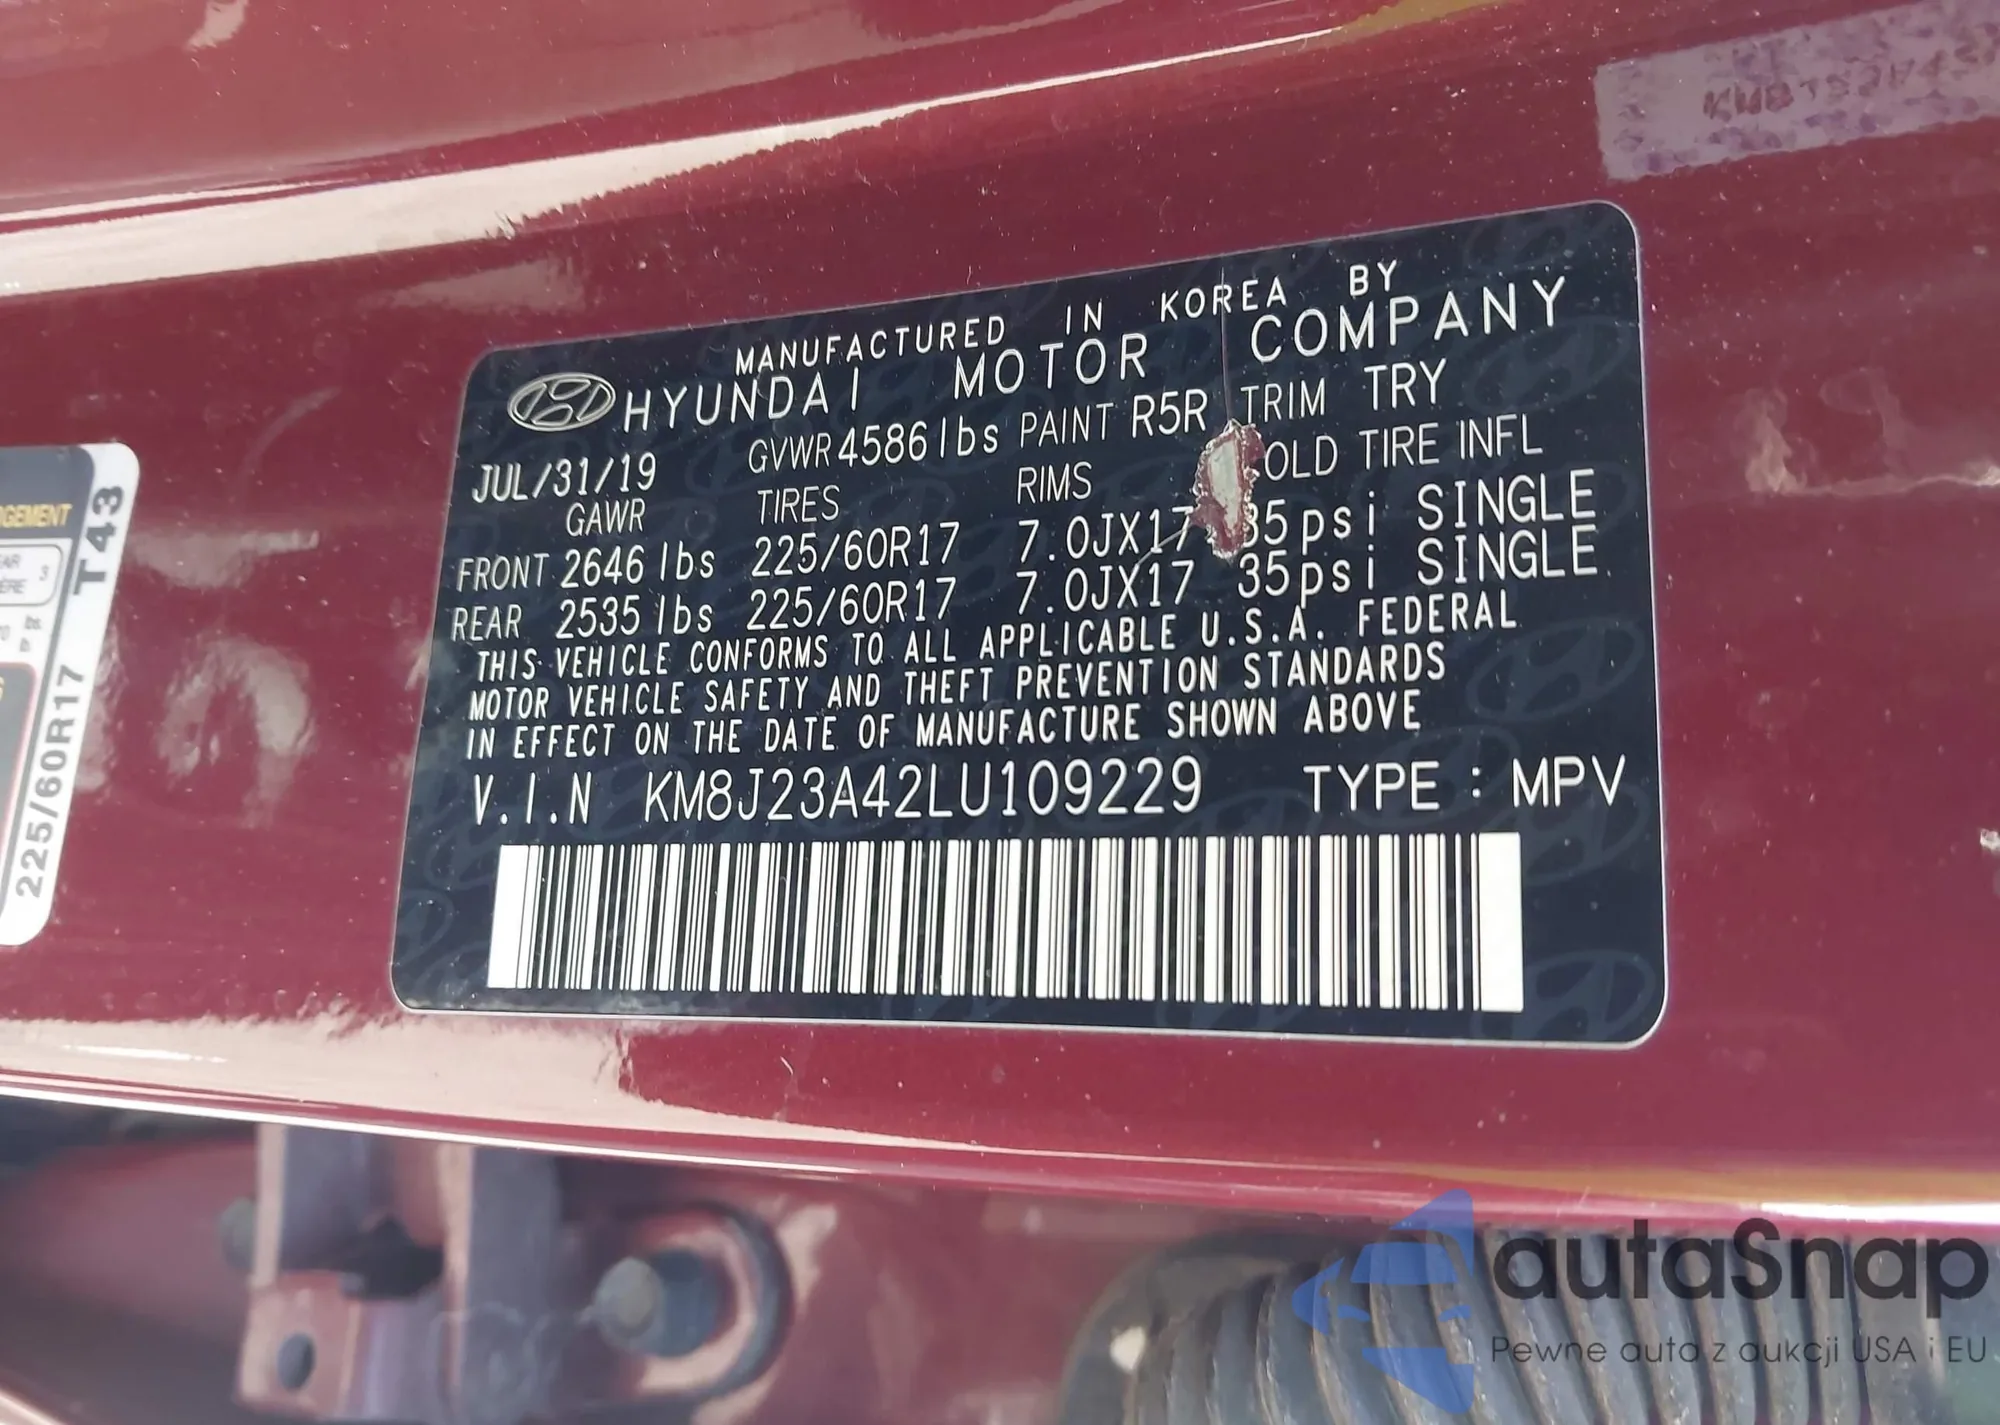 MANUFACTURED IN KOREA BY
HYUNDAI MOTOR COMPANY
JUL/31/19 GVWR 4586 lbs PAINT R5R TRIM TRY
GAWR TIRES RIMS OLD TIRE INFL
FRONT 2646 lbs 225/60R17 7.0JX17 35psi SINGLE
REAR 2535 lbs 225/60R17 7.0JX17 35psi SINGLE
THIS VEHICLE CONFORMS TO ALL APPLICABLE U.S.A. FEDERAL
MOTOR VEHICLE SAFETY AND THEFT PREVENTION STANDARDS
IN EFFECT ON THE DATE OF MANUFACTURE SHOWN ABOVE
V.I.N KM8J23A42LU109229 TYPE : MPV
225/60R17 T43
autaSnap
Pewne auta z aukcji USA i EU